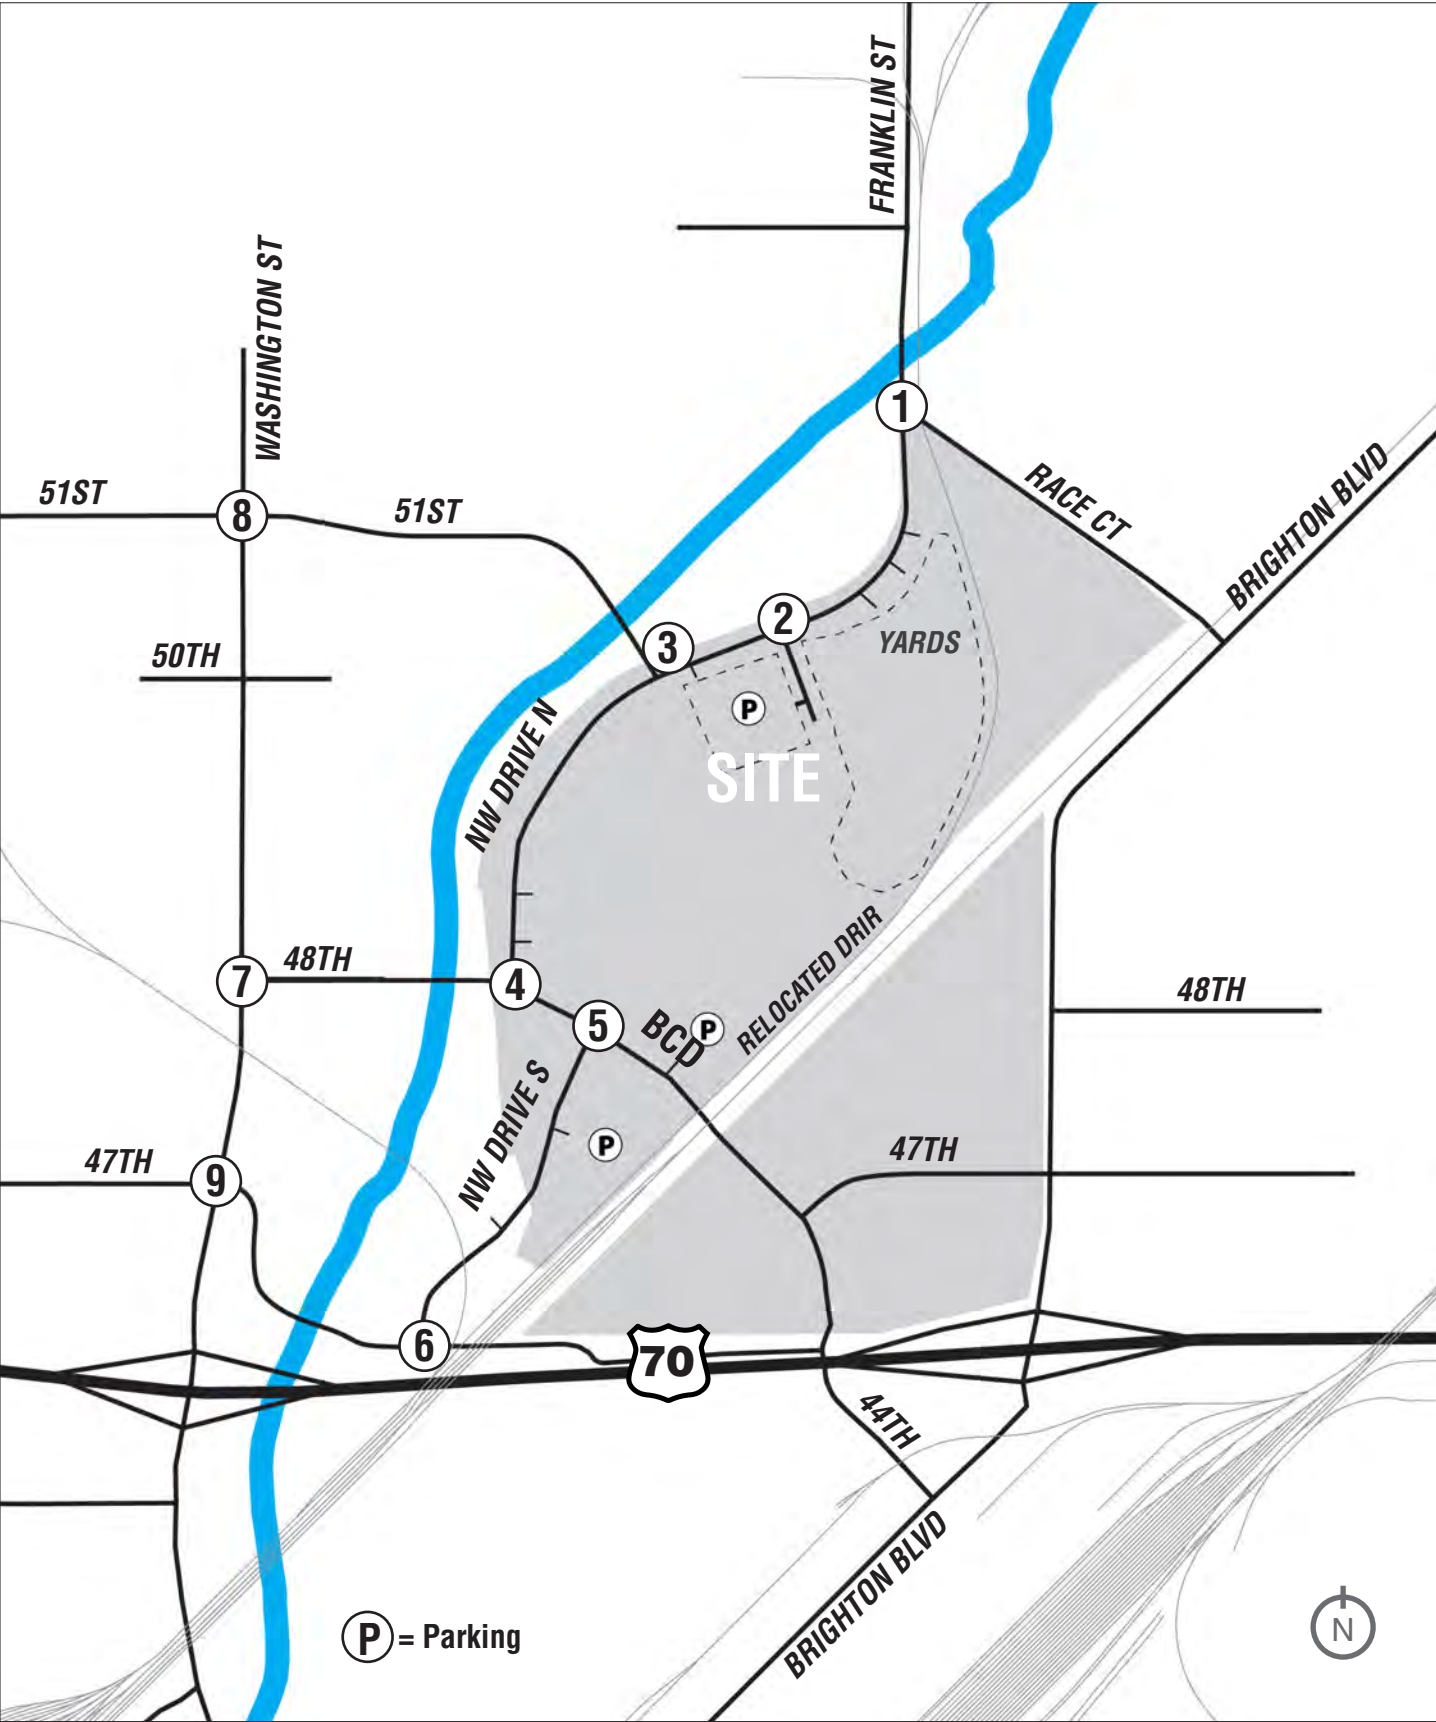 FRANKLIN ST
WASHINGTON ST
1
RACE CT
BRIGHTON BLVD
51ST
8
51ST
2
3
YARDS
50TH
P
NW DRIVE N
SITE
RELOCATED DRIR
7
48TH
4
48TH
5
BCD
P
NW DRIVE S
P
47TH
47TH
9
6
70
44TH
BRIGHTON BLVD
P = Parking
N